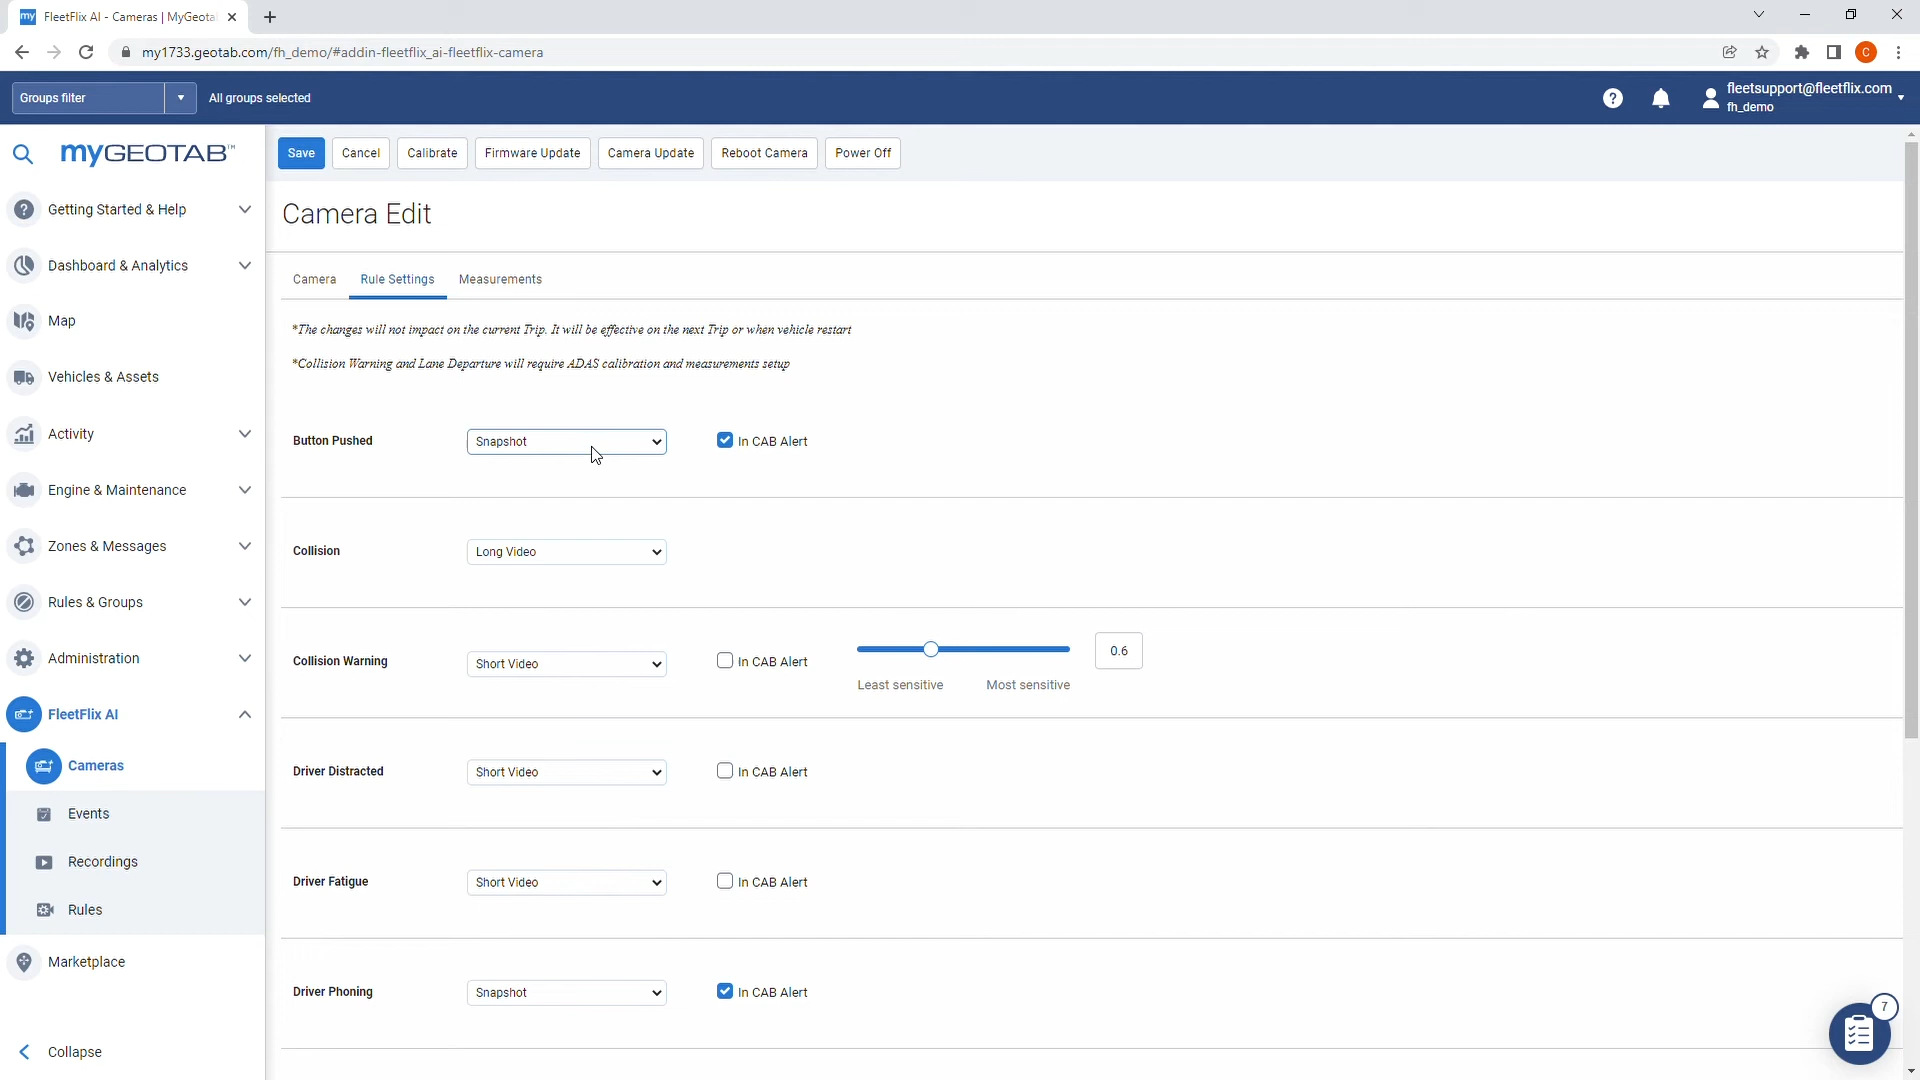 my FleetFlix AI - Cameras | MyGeota
my1733.geotab.com/fh_demo/#addin-fleetflix_ai-fleetflix-camera
C
Groups filter
All groups selected
fleetsupport@fleetflix.com
fh_demo
myGEOTAB™
Save
Cancel
Calibrate
Firmware Update
Camera Update
Reboot Camera
Power Off
Getting Started & Help
Dashboard & Analytics
Map
Vehicles & Assets
Activity
Engine & Maintenance
Zones & Messages
Rules & Groups
Administration
FleetFlix AI
Cameras
Events
Recordings
Rules
Marketplace
Collapse
Camera Edit
Camera
Rule Settings
Measurements
*The changes will not impact on the current Trip. It will be effective on the next Trip or when vehicle restart
*Collision Warning and Lane Departure will require ADAS calibration and measurements setup
Button Pushed
Snapshot
In CAB Alert
Collision
Long Video
Collision Warning
Short Video
In CAB Alert
0.6
Least sensitive
Most sensitive
Driver Distracted
Short Video
In CAB Alert
Driver Fatigue
Short Video
In CAB Alert
Driver Phoning
Snapshot
In CAB Alert
7